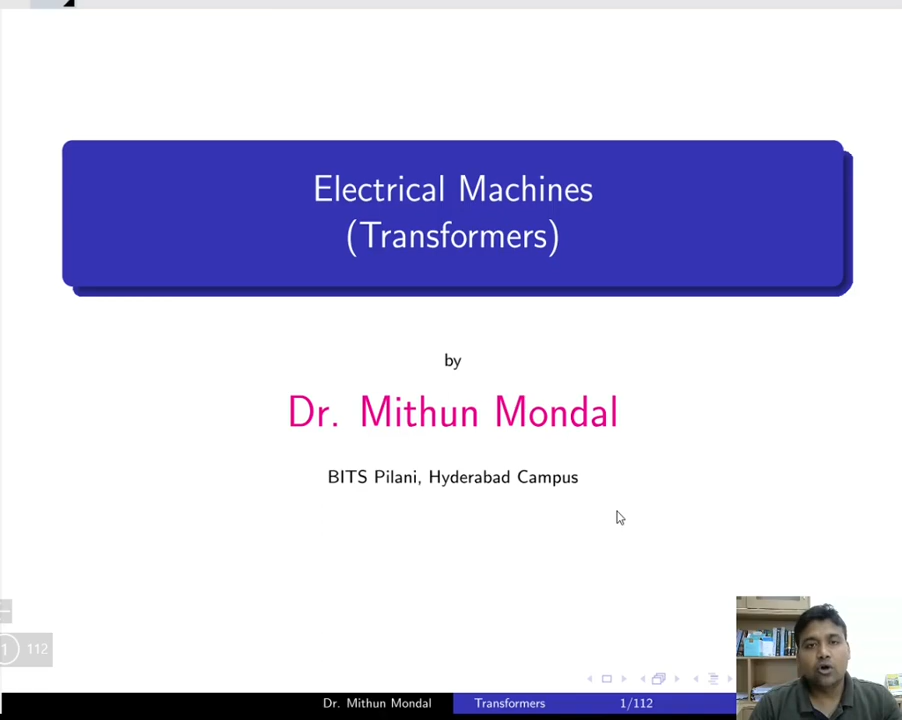 Electrical Machines
(Transformers)
by
Dr. Mithun Mondal
BITS Pilani, Hyderabad Campus
1 112
Dr. Mithun Mondal Transformers 1/112